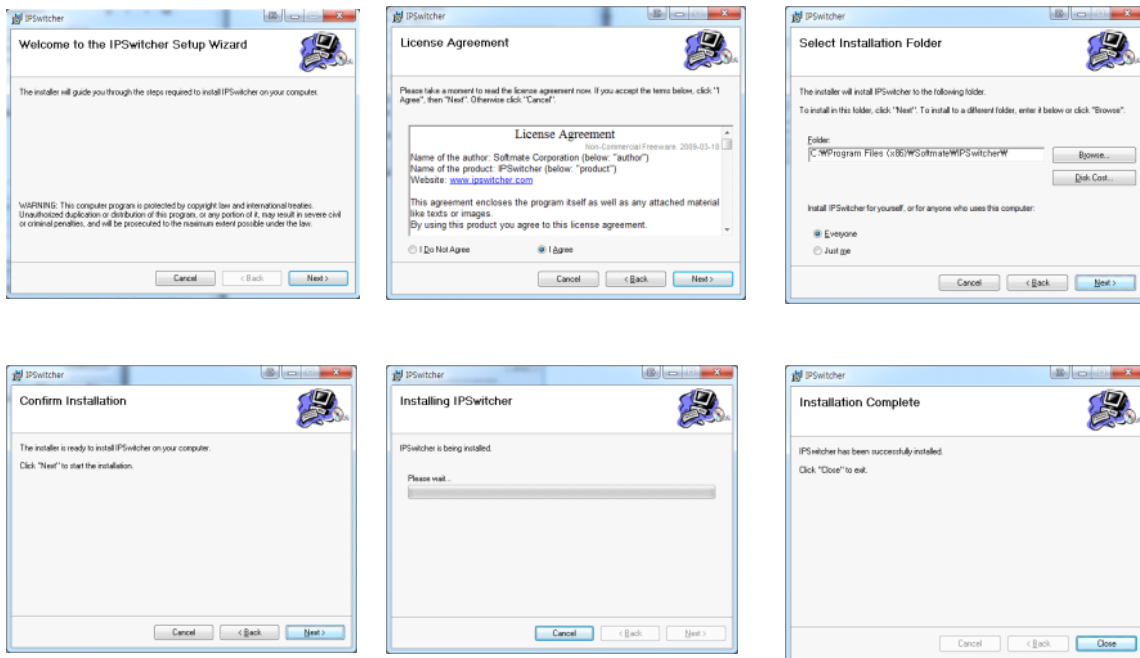 IPSwitcher
Welcome to the IPSwitcher Setup Wizard
The installer will guide you through the steps required to install IPSwitcher on your computer.
WARNING: This computer program is protected by copyright law and international treaties.
Unauthorized duplication or distribution of this program, or any portion of it, may result in severe civil
or criminal penalties, and will be prosecuted to the maximum extent possible under the law.
Cancel
< Back
Next >
IPSwitcher
License Agreement
Please take a moment to read the license agreement now. If you accept the terms below, click "I
Agree", then "Next". Otherwise click "Cancel".
License Agreement
Non-Commercial Freeware. 2009-03-18
Name of the author: Softmate Corporation (below: "author")
Name of the product: IPSwitcher (below: "product")
Website: www.ipswitcher.com
This agreement encloses the program itself as well as any attached material
like texts or images.
By using this product you agree to this license agreement.
I Do Not Agree
I Agree
Cancel
< Back
Next >
IPSwitcher
Select Installation Folder
The installer will install IPSwitcher to the following folder.
To install in this folder, click "Next". To install to a different folder, enter it below or click "Browse".
Folder:
C:₩Program Files (x86)₩Softmate₩IPSwitcher₩
Browse...
Disk Cost...
Install IPSwitcher for yourself, or for anyone who uses this computer:
Everyone
Just me
Cancel
< Back
Next >
IPSwitcher
Confirm Installation
The installer is ready to install IPSwitcher on your computer.
Click "Next" to start the installation.
Cancel
< Back
Next >
IPSwitcher
Installing IPSwitcher
IPSwitcher is being installed.
Please wait...
Cancel
< Back
Next >
IPSwitcher
Installation Complete
IPSwitcher has been successfully installed.
Click "Close" to exit.
Cancel
< Back
Close